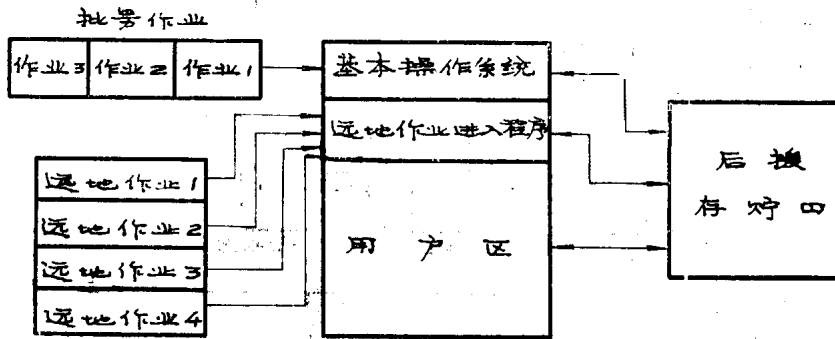 批量作业
作业3 作业2 作业1
基本操作系统
远地作业进入程序
远地作业1
远地作业2
远地作业3
远地作业4
用户区
后援
存贮